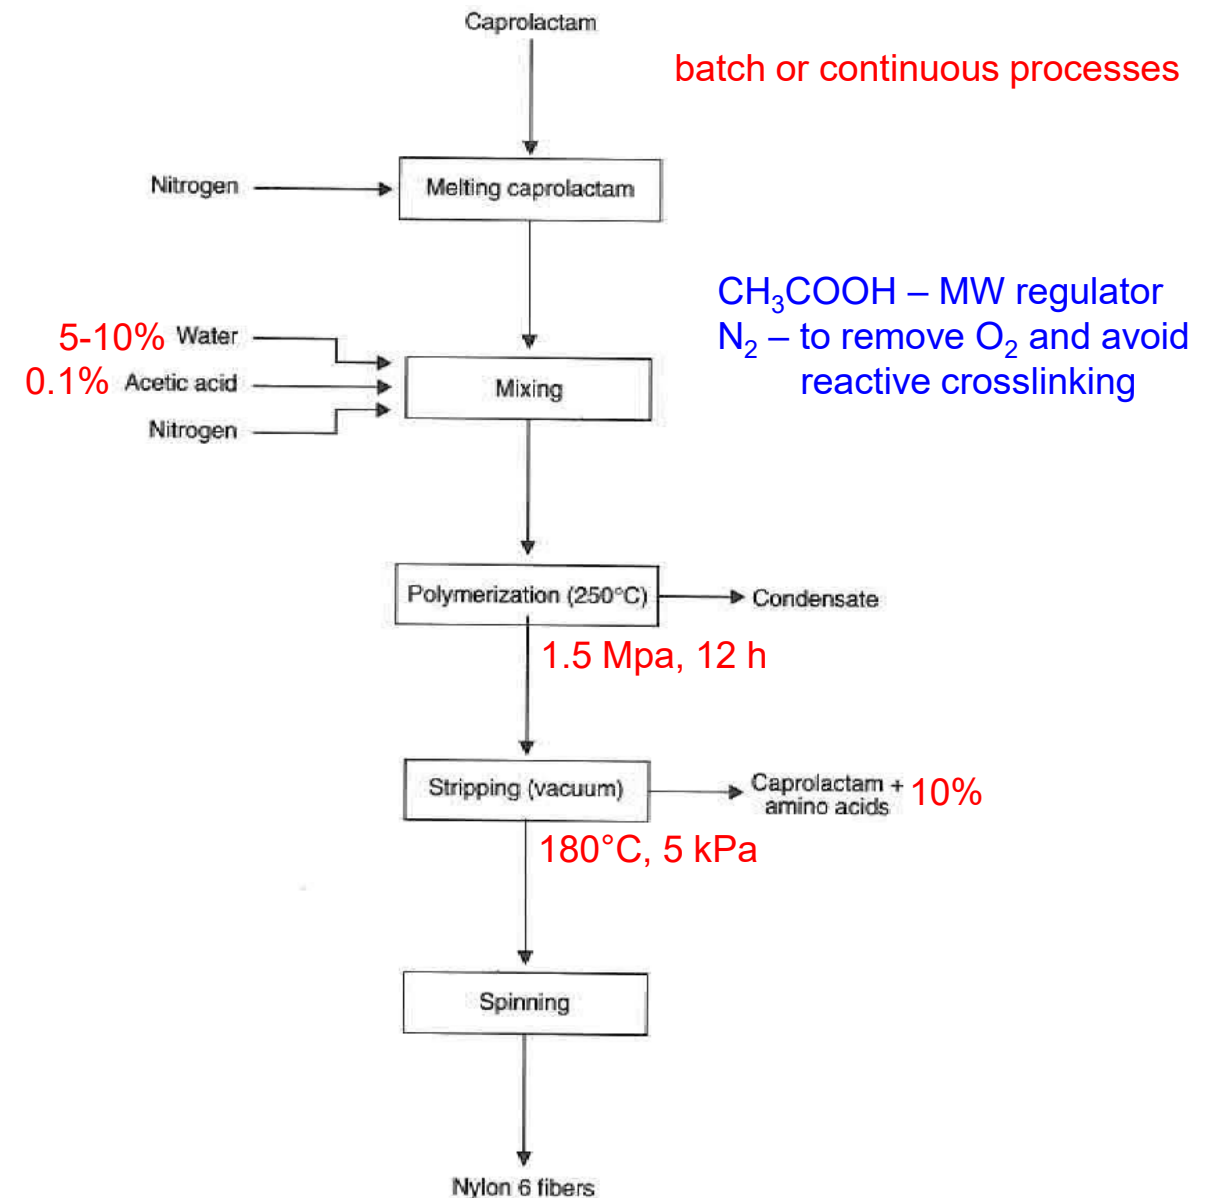 Caprolactam
batch or continuous processes
Nitrogen
Melting caprolactam
CH₃COOH – MW regulator
N₂ – to remove O₂ and avoid
reactive crosslinking
5-10% Water
0.1% Acetic acid
Nitrogen
Mixing
Polymerization (250°C)
Condensate
1.5 Mpa, 12 h
Stripping (vacuum)
Caprolactam + 10%
amino acids
180°C, 5 kPa
Spinning
Nylon 6 fibers